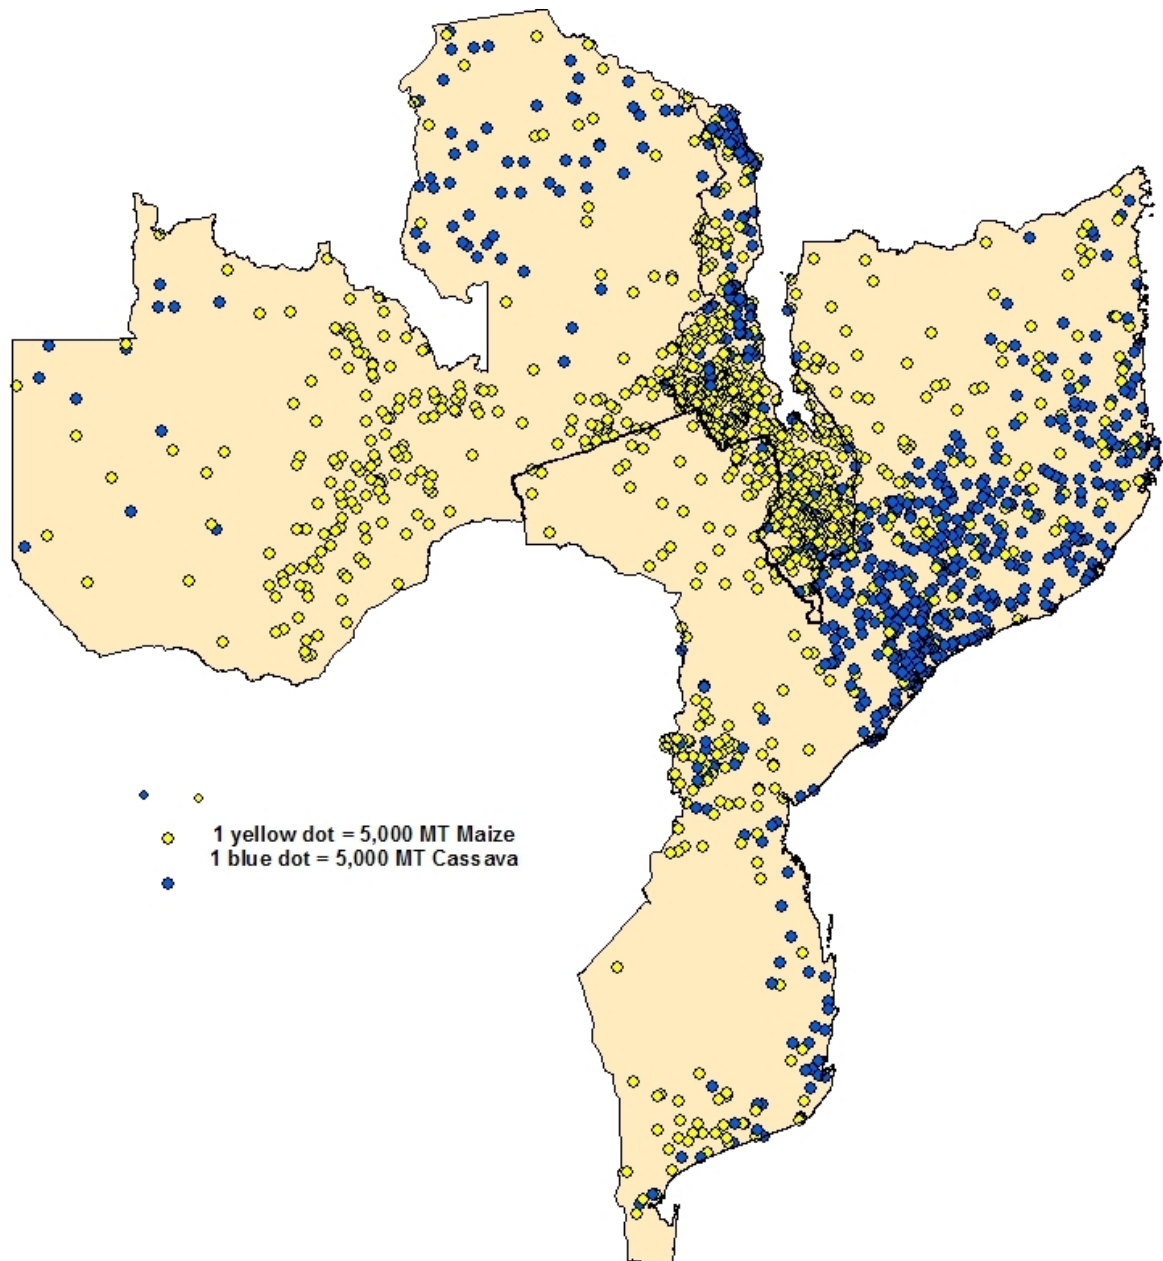 1 yellow dot = 5,000 MT Maize
1 blue dot = 5,000 MT Cassava